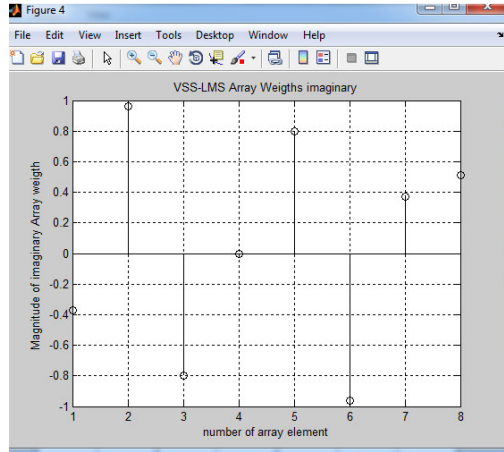 Figure 4
File Edit View Insert Tools Desktop Window Help
VSS-LMS Array Weigths imaginary
Magnitude of imaginary Array weigth
1
0.8
0.6
0.4
0.2
0
-0.2
-0.4
-0.6
-0.8
-1
1 2 3 4 5 6 7 8
number of array element